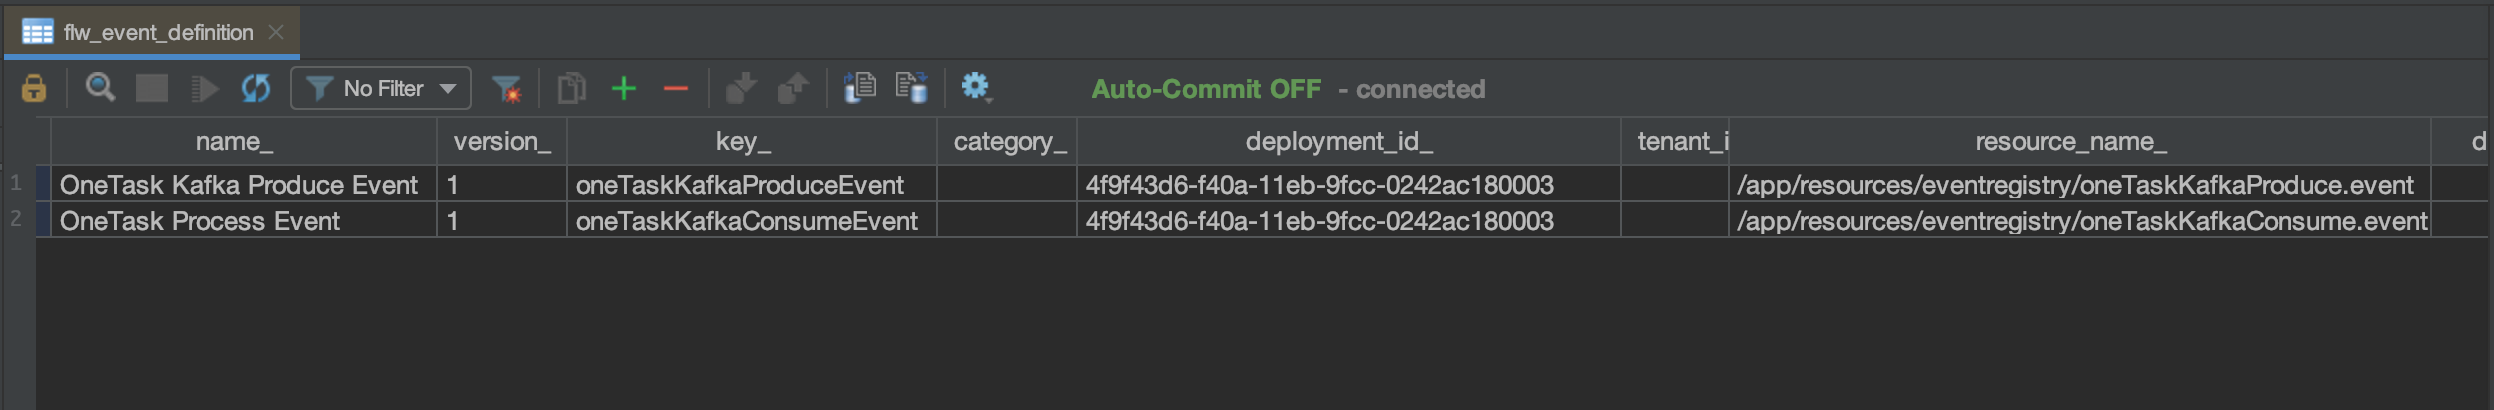 flw_event_definition
No Filter Auto-Commit OFF - connected
name_ version_ key_ category_ deployment_id_ tenant_i resource_name_ d
1 OneTask Kafka Produce Event 1 oneTaskKafkaProduceEvent 4f9f43d6-f40a-11eb-9fcc-0242ac180003 /app/resources/eventregistry/oneTaskKafkaProduce.event
2 OneTask Process Event 1 oneTaskKafkaConsumeEvent 4f9f43d6-f40a-11eb-9fcc-0242ac180003 /app/resources/eventregistry/oneTaskKafkaConsume.event